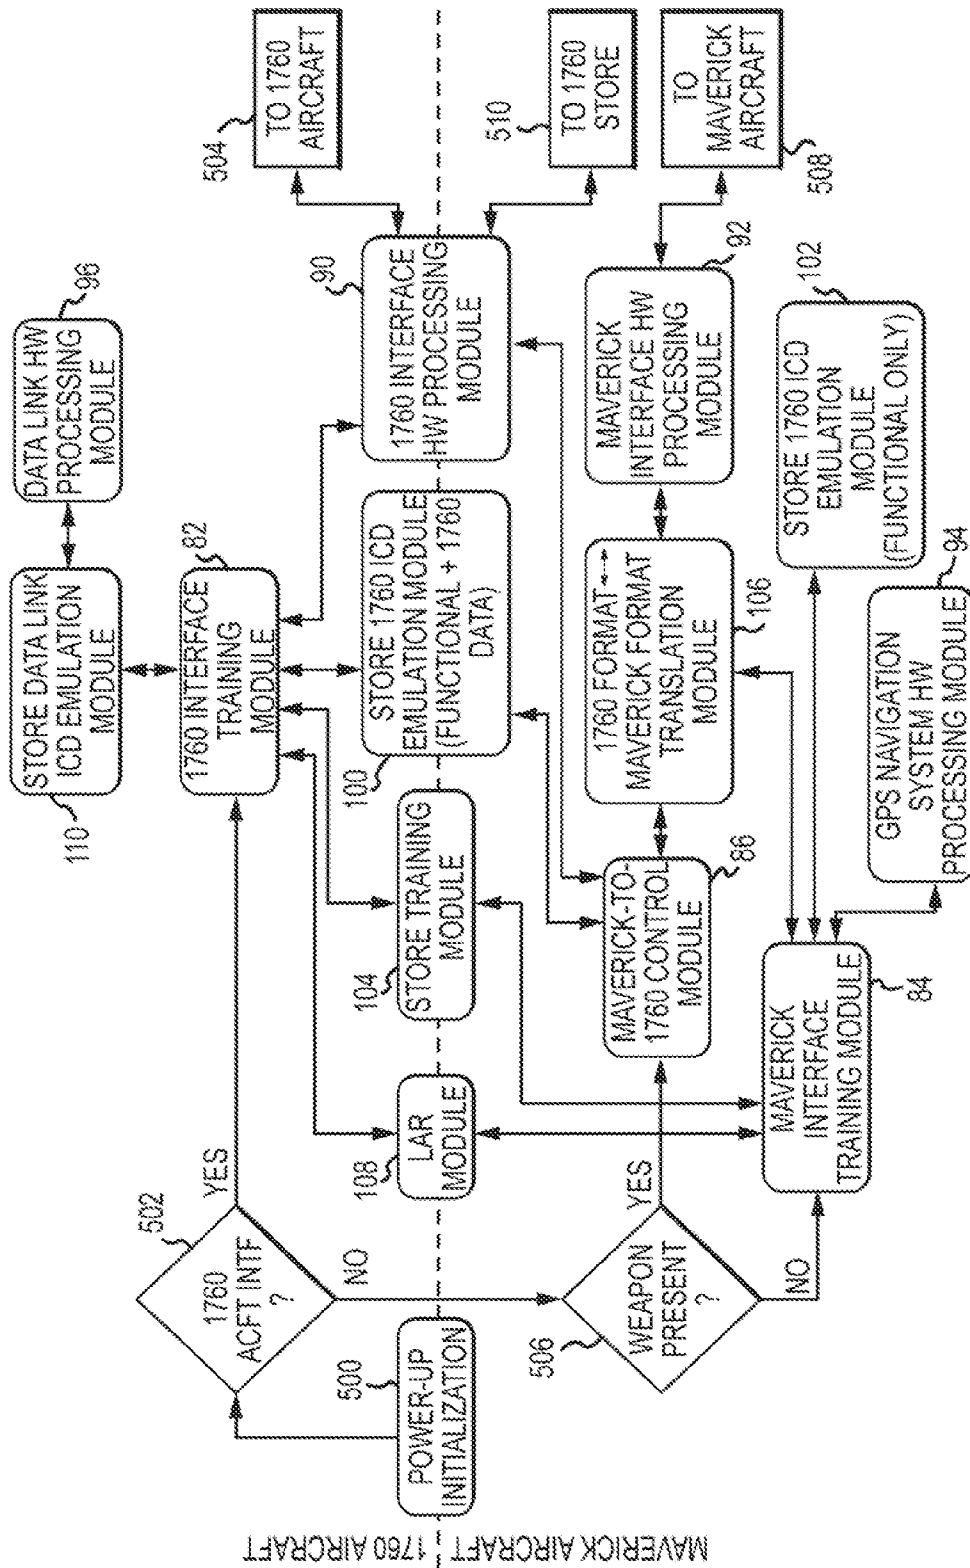 1760 AIRCRAFT
MAVERICK AIRCRAFT
500
POWER-UP
INITIALIZATION
502
1760
ACFT INTF
?
YES
NO
506
WEAPON
PRESENT
?
YES
NO
110
STORE DATA LINK
ICD EMULATION
MODULE
96
DATA LINK HW
PROCESSING
MODULE
82
1760 INTERFACE
TRAINING
MODULE
108
LAR
MODULE
104
STORE TRAINING
MODULE
100
STORE 1760 ICD
EMULATION MODULE
(FUNCTIONAL + 1760
DATA)
90
1760 INTERFACE
HW PROCESSING
MODULE
504
TO 1760
AIRCRAFT
510
TO 1760
STORE
TO
MAVERICK
AIRCRAFT
508
MAVERICK-TO-
1760 CONTROL
MODULE
86
1760 FORMAT↔
MAVERICK FORMAT
TRANSLATION
MODULE
106
MAVERICK
INTERFACE HW
PROCESSING
MODULE
92
MAVERICK
INTERFACE
TRAINING MODULE
84
STORE 1760 ICD
EMULATION
MODULE
(FUNCTIONAL ONLY)
102
GPS NAVIGATION
SYSTEM HW
PROCESSING MODULE
94